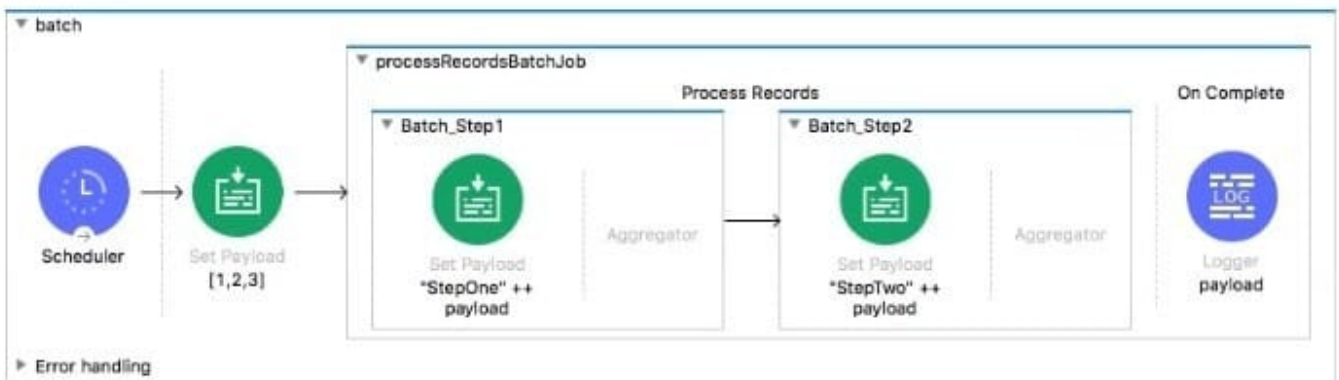 batch
processRecordsBatchJob
Process Records
On Complete
Batch_Step1
Batch_Step2
LOG
Scheduler
Set Payload
[1,2,3]
Set Payload
"StepOne" ++
payload
Aggregator
Set Payload
"StepTwo" ++
payload
Aggregator
Logger
payload
Error handling